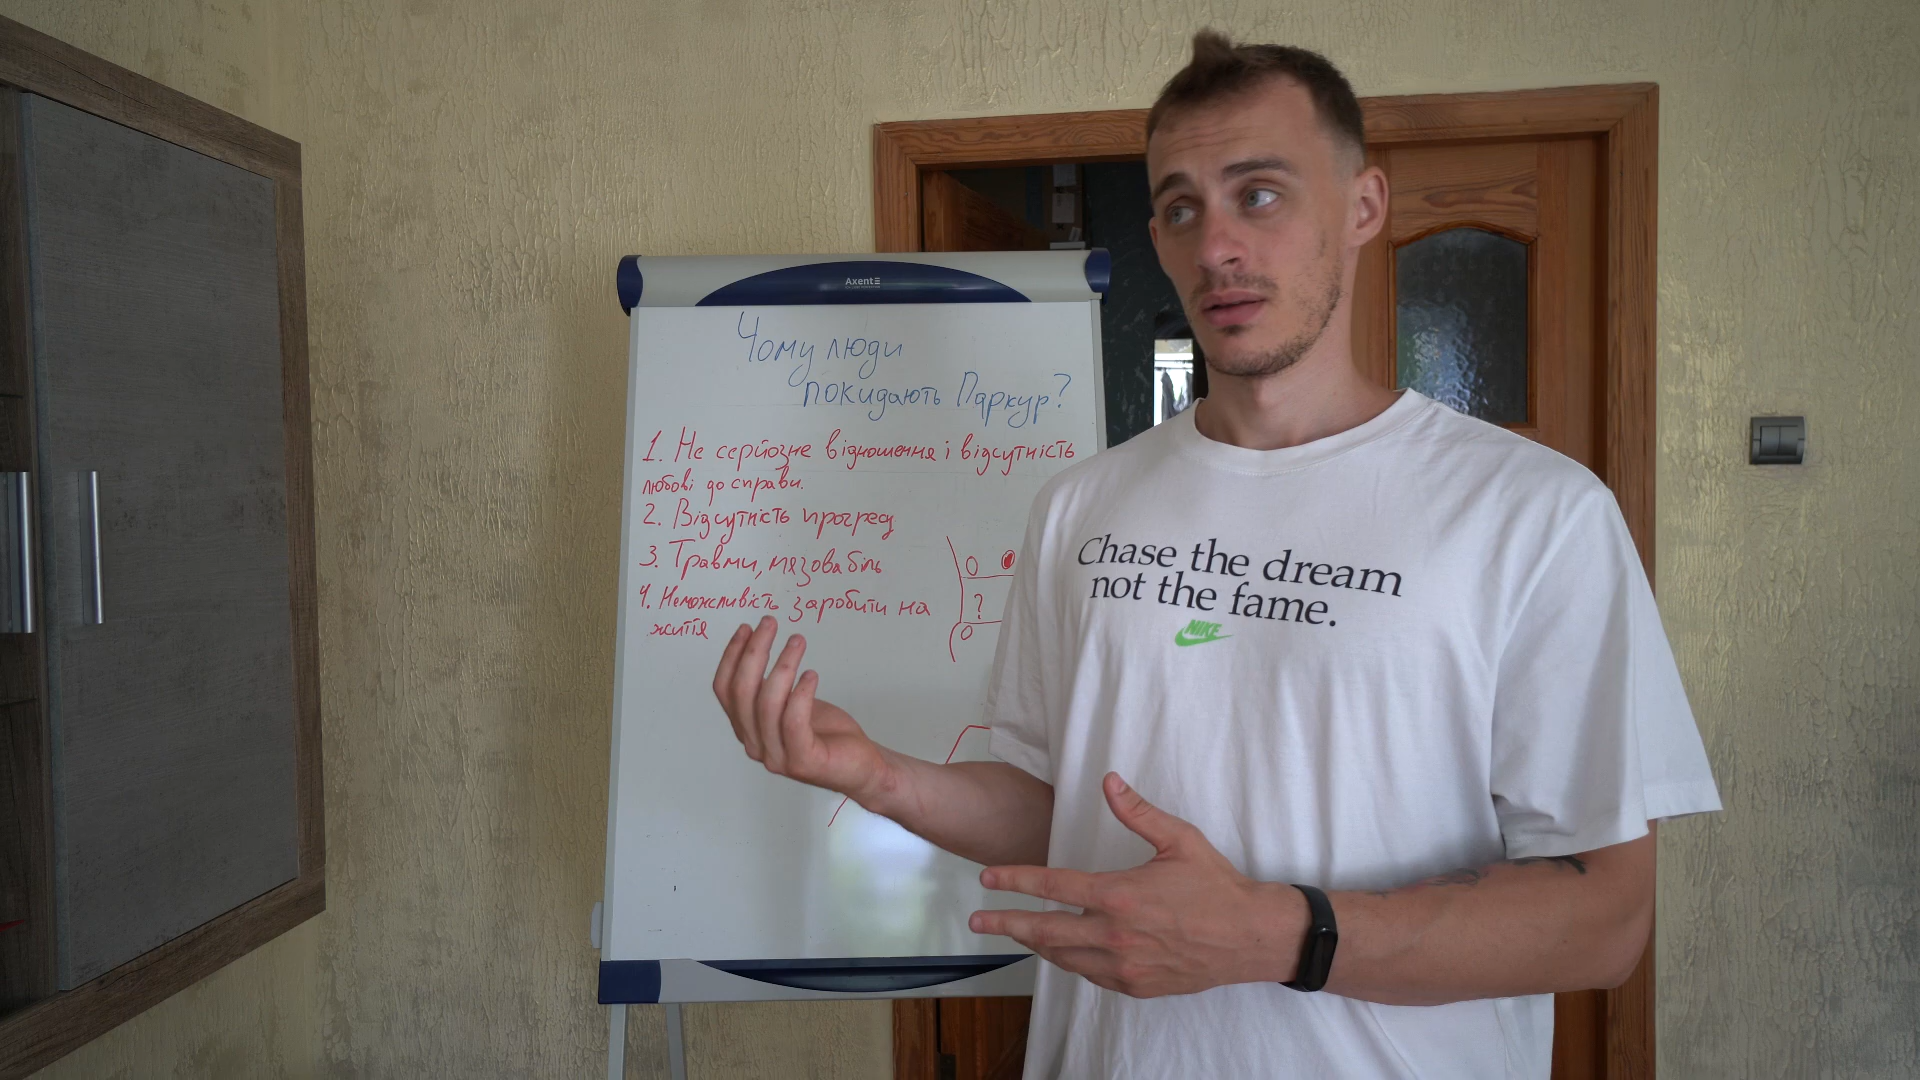 Axent
Чому люди
покидають Паркур?
1. Не серйозне відношення і відсутність
любові до справи.
2. Відсутність прогресу
3. Травми, мязова біль
4. Неможливість заробити на
життя
O
?
O
Chase the dream
not the fame.
NIKE